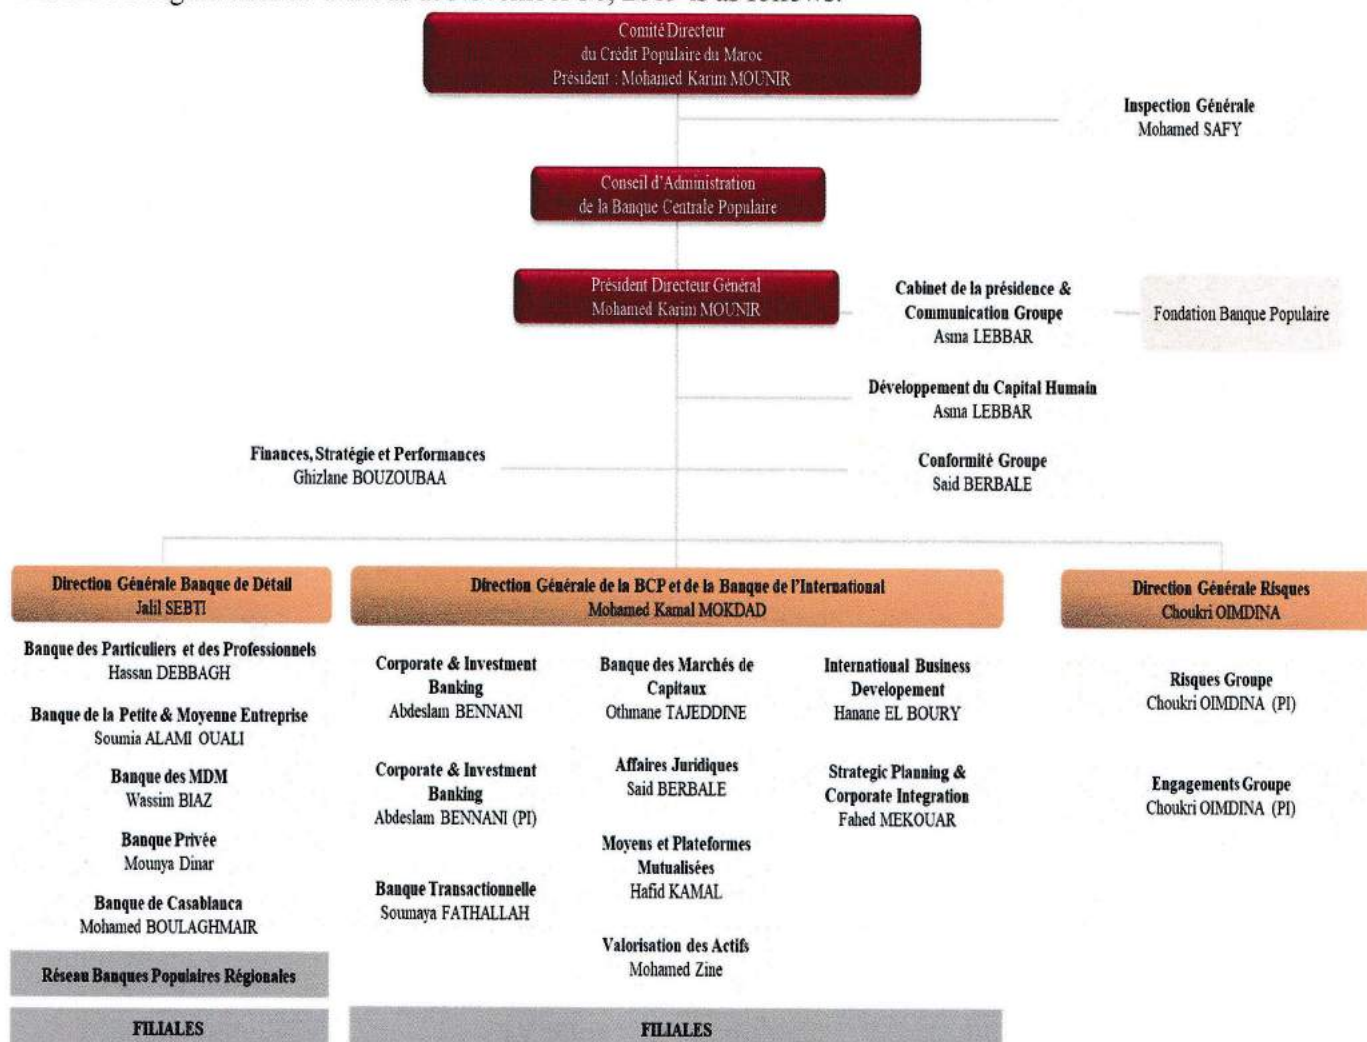 Comité Directeur
du Crédit Populaire du Maroc
Président : Mohamed Karim MOUNIR
Inspection Générale
Mohamed SAFY
Conseil d'Administration
de la Banque Centrale Populaire
Président Directeur Général
Mohamed Karim MOUNIR
Cabinet de la présidence &
Communication Groupe
Asma LEBBAR
Fondation Banque Populaire
Développement du Capital Humain
Asma LEBBAR
Finances, Stratégie et Performances
Ghizlane BOUZOUBAA
Conformité Groupe
Said BERBALE
Direction Générale Banque de Détail
Jalil SEBTI
Banque des Particuliers et des Professionnels
Hassan DEBBAGH
Banque de la Petite & Moyenne Entreprise
Soumia ALAMI OUALI
Banque des MDM
Wassim BIAZ
Banque Privée
Mounya Dinar
Banque de Casablanca
Mohamed BOULAGHMAIR
Réseau Banques Populaires Régionales
FILIALES
Direction Générale de la BCP et de la Banque de l'International
Mohamed Kamal MOKDAD
Corporate & Investment
Banking
Abdeslam BENNANI
Corporate & Investment
Banking
Abdeslam BENNANI (PI)
Banque Transactionnelle
Soumaya FATHALLAH
Banque des Marchés de
Capitaux
Othmane TAJEDDINE
Affaires Juridiques
Said BERBALE
Moyens et Plateformes
Mutualisées
Hafid KAMAL
Valorisation des Actifs
Mohamed Zine
International Business
Developement
Hanane EL BOURY
Strategic Planning &
Corporate Integration
Fahed MEKOUAR
FILIALES
Direction Générale Risques
Choukri OIMDINA
Risques Groupe
Choukri OIMDINA (PI)
Engagements Groupe
Choukri OIMDINA (PI)